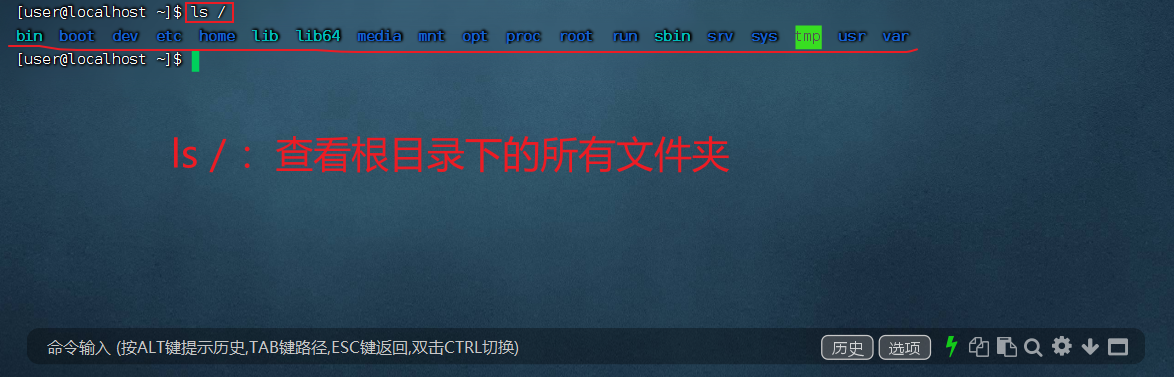 [user@localhost ~]$ ls /
bin boot dev etc home lib lib64 media mnt opt proc root run sbin srv sys tmp usr var
[user@localhost ~]$
ls / ：查看根目录下的所有文件夹
命令输入 (按ALT键提示历史,TAB键路径,ESC键返回,双击CTRL切换) 历史 选项